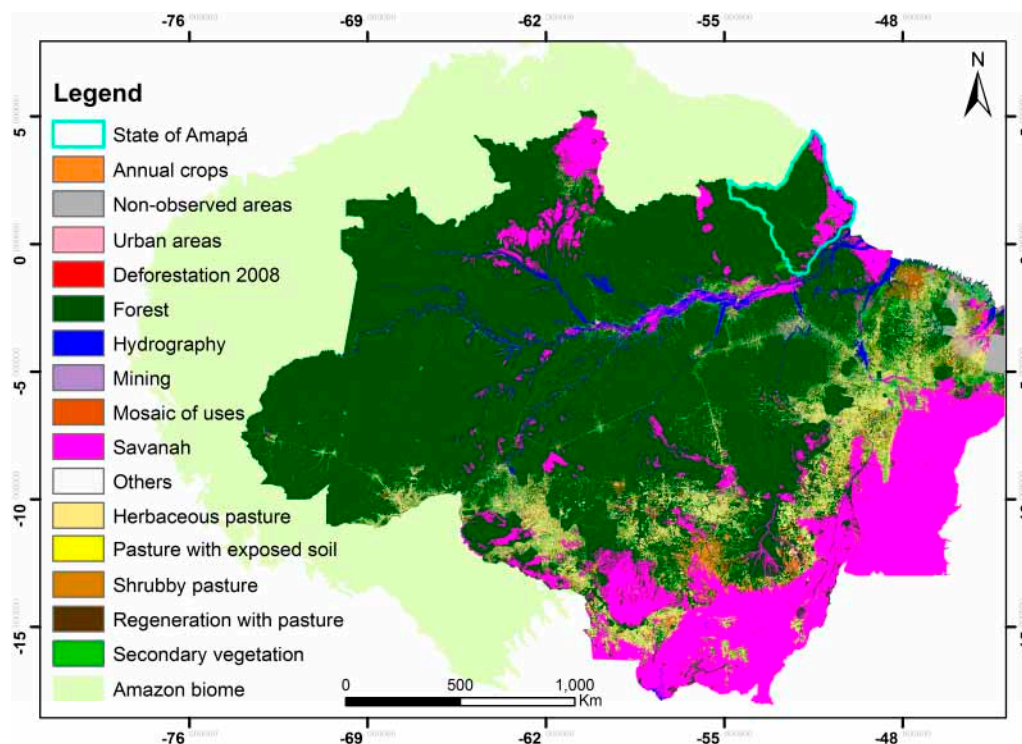 -76 -69 -62 -55 -48
N
Legend
State of Amapá
Annual crops
Non-observed areas
Urban areas
Deforestation 2008
Forest
Hydrography
Mining
Mosaic of uses
Savanah
Others
Herbaceous pasture
Pasture with exposed soil
Shrubby pasture
Regeneration with pasture
Secondary vegetation
Amazon biome
5
0
-5
-10
-15
0 500 1,000
Km
-76 -69 -62 -55 -48